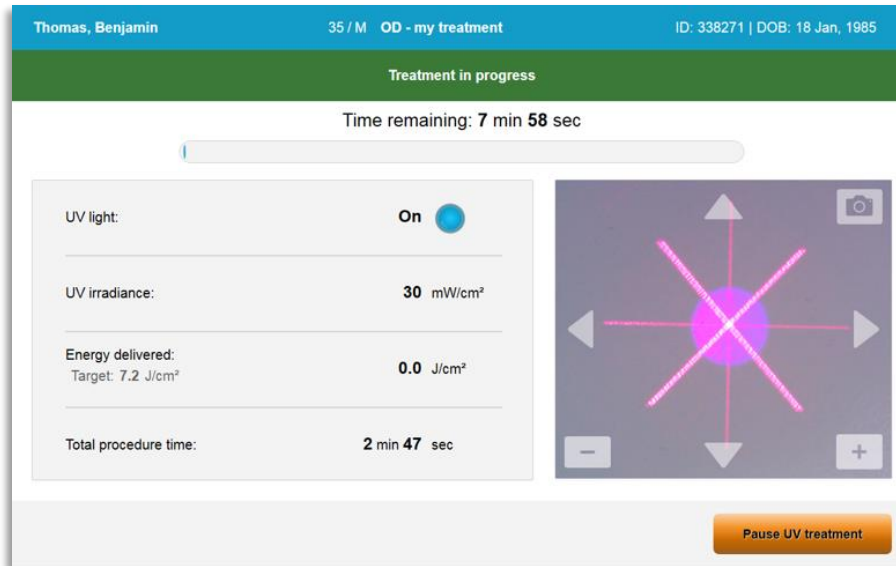 Thomas, Benjamin 35 / M OD - my treatment ID: 338271 | DOB: 18 Jan, 1985
Treatment in progress
Time remaining: 7 min 58 sec
UV light: On
UV irradiance: 30 mW/cm²
Energy delivered:
Target: 7.2 J/cm² 0.0 J/cm²
Total procedure time: 2 min 47 sec
Pause UV treatment